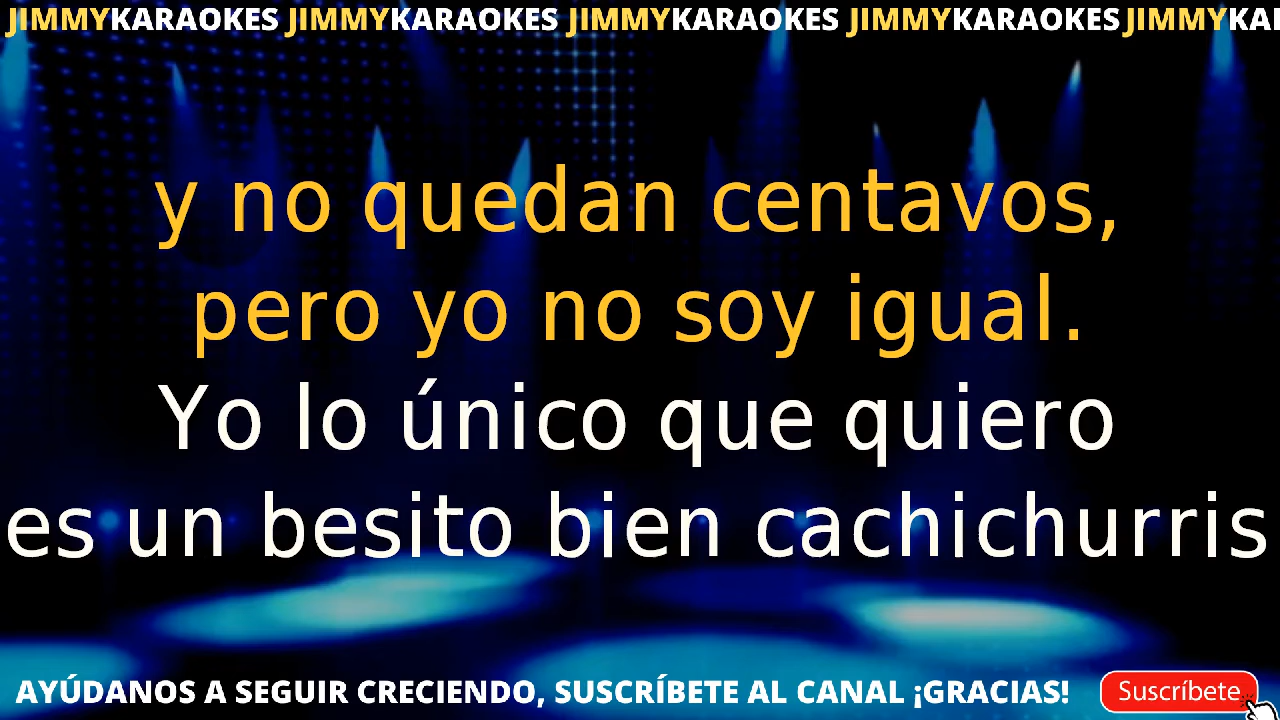 JIMMYKARAOKES JIMMYKARAOKES JIMMYKARAOKES JIMMYKARAOKES JIMMYKA
y no quedan centavos,
pero yo no soy igual.
Yo lo único que quiero
es un besito bien cachichurris
AYÚDANOS A SEGUIR CRECIENDO, SUSCRÍBETE AL CANAL ¡GRACIAS! Suscríbete